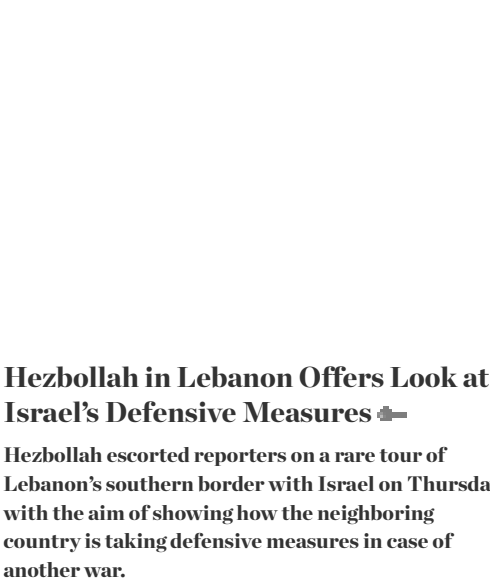 Hezbollah in Lebanon Offers Look at
Israel’s Defensive Measures
Hezbollah escorted reporters on a rare tour of
Lebanon’s southern border with Israel on Thursda
with the aim of showing how the neighboring
country is taking defensive measures in case of
another war.